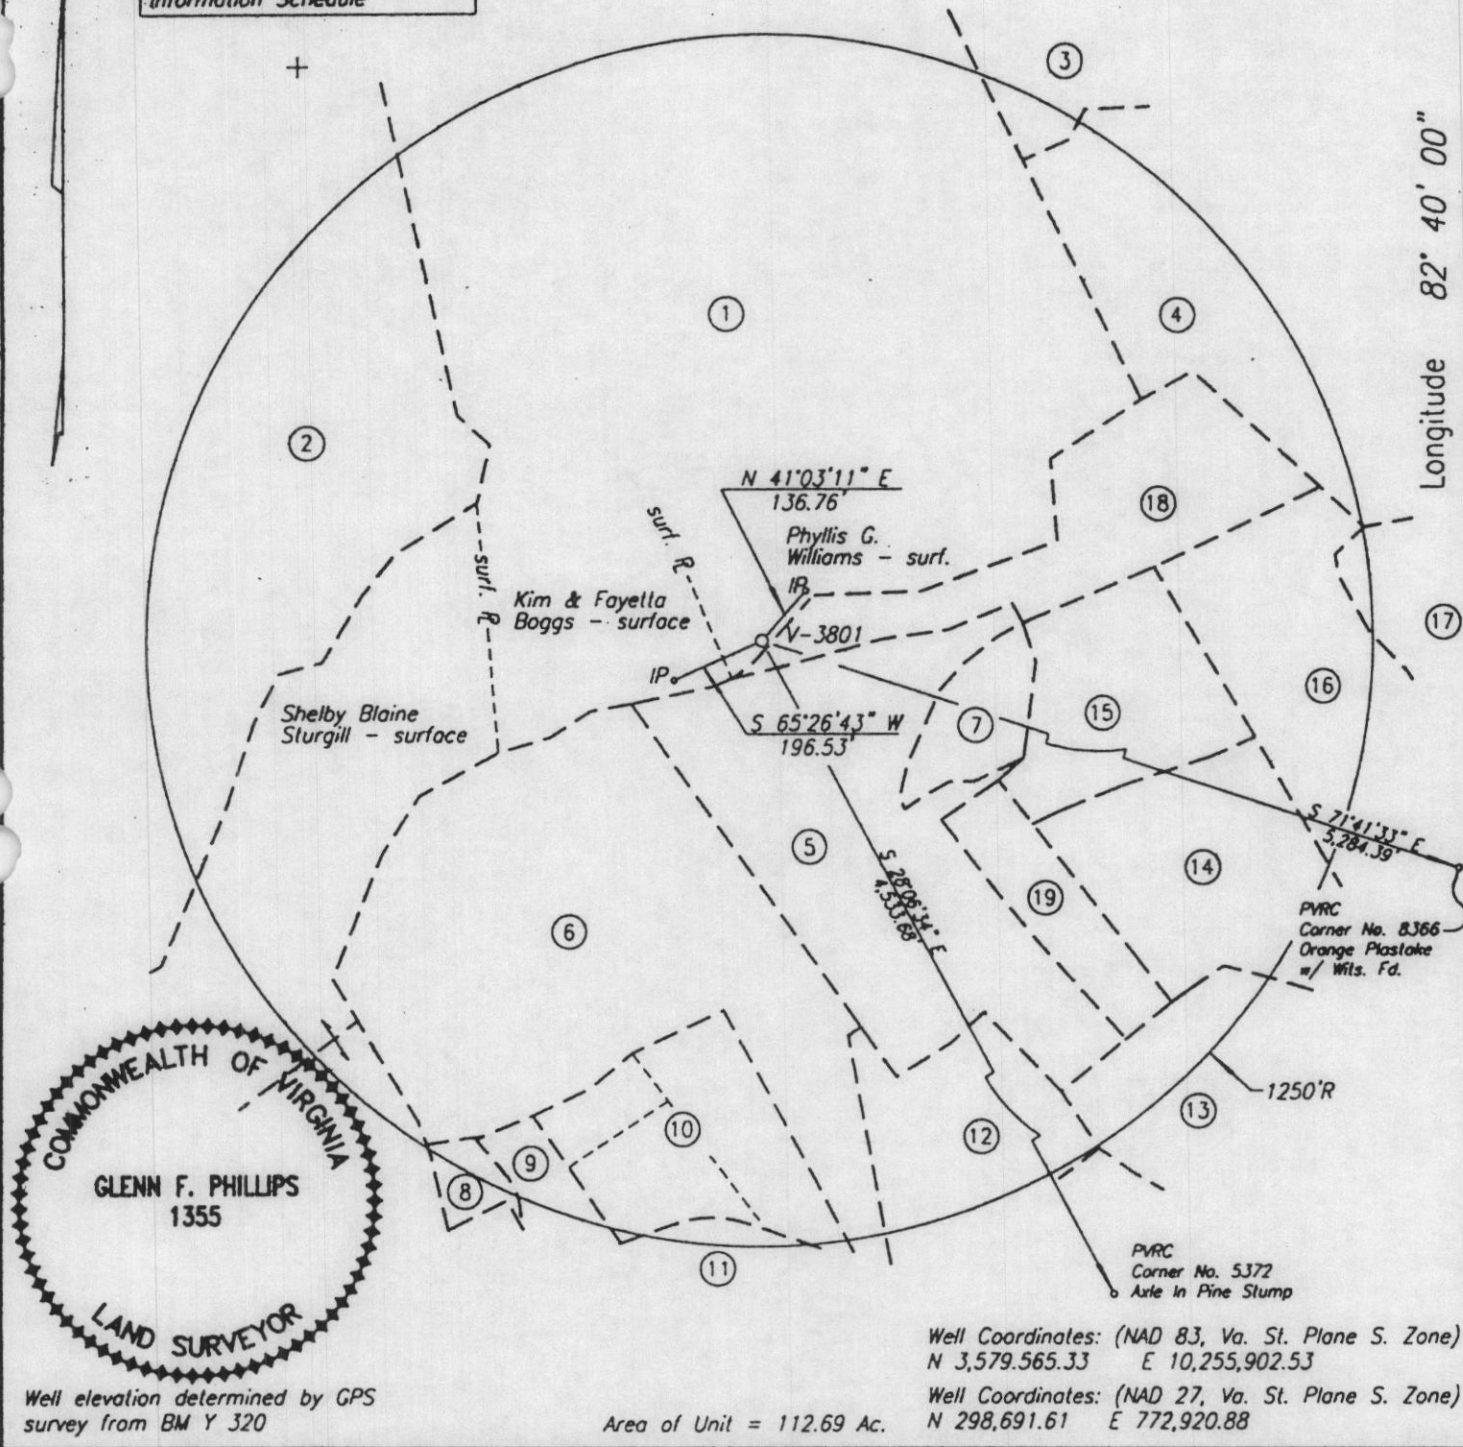 Information Schedule
3
Longitude 82° 40' 00"
1
4
2
18
N 41°03'11" E
136.76'
surf. PL
Phyllis G.
Williams - surf.
IP
Kim & Fayetta
Boggs - surface
surf. PL
V-3801
17
IP
16
Shelby Blaine
Sturgill - surface
S 65°26'43" W
196.53'
7
15
5
S 28°06'34" E
4,533.68'
S 71°41'33" E
5,284.39'
14
19
6
PVRC
Corner No. 8366
Orange Plastake
w/ Wits. Fd.
COMMONWEALTH OF VIRGINIA
GLENN F. PHILLIPS
1355
LAND SURVEYOR
1250'R
13
12
10
9
8
11
PVRC
Corner No. 5372
Axle In Pine Stump
Well Coordinates: (NAD 83, Va. St. Plane S. Zone)
N 3,579.565.33 E 10,255,902.53
Well Coordinates: (NAD 27, Va. St. Plane S. Zone)
N 298,691.61 E 772,920.88
Well elevation determined by GPS
survey from BM Y 320
Area of Unit = 112.69 Ac.